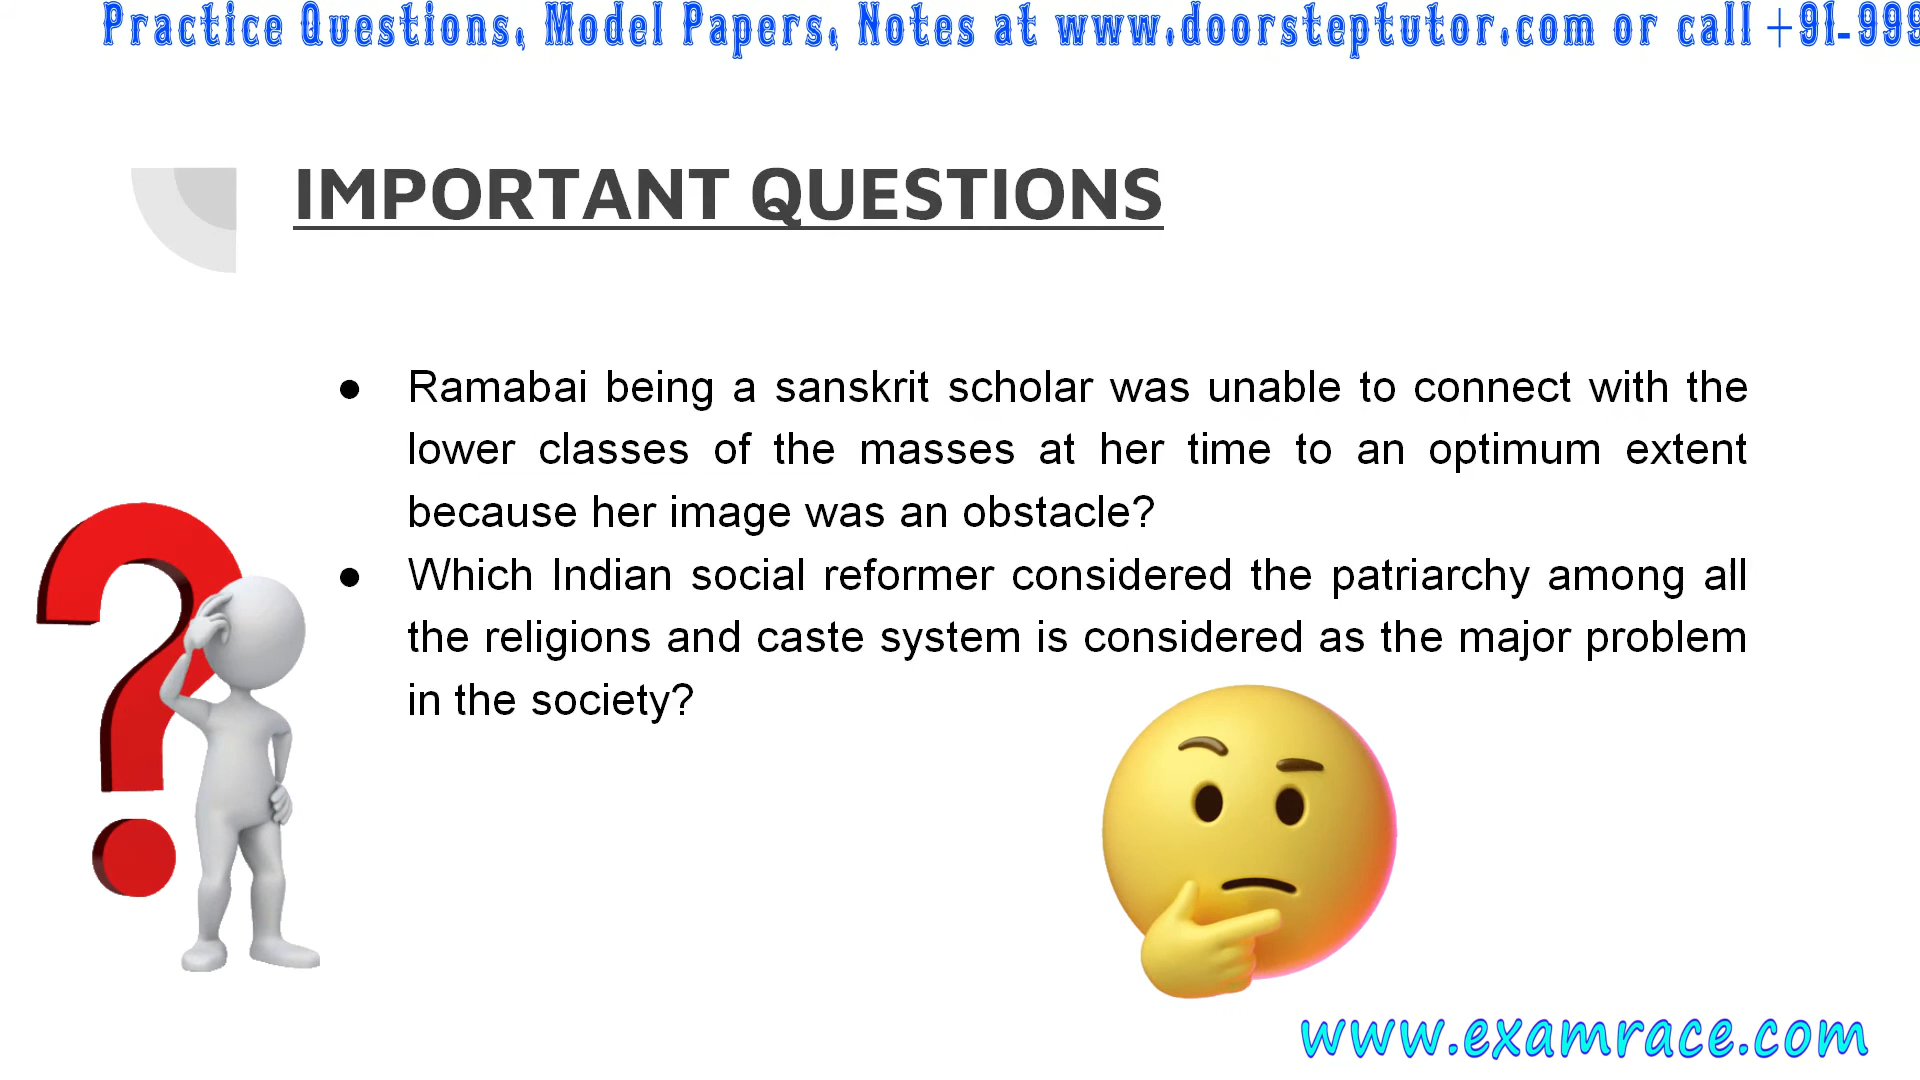 Practice Questions, Model Papers, Notes at www.doorsteptutor.com or call +91-999
IMPORTANT QUESTIONS
● Ramabai being a sanskrit scholar was unable to connect with the
lower classes of the masses at her time to an optimum extent
because her image was an obstacle?
● Which Indian social reformer considered the patriarchy among all
the religions and caste system is considered as the major problem
in the society?
www.examrace.com